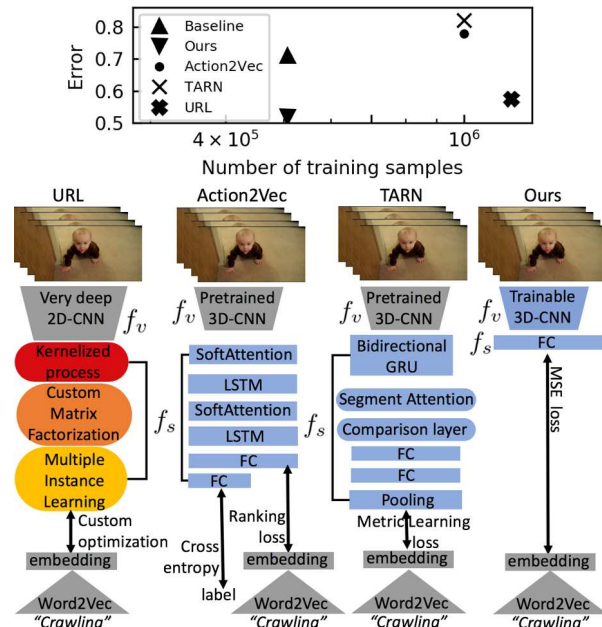 0.8
0.7
0.6
0.5
Error
Baseline
Ours
Action2Vec
TARN
URL
4 × 10⁵
10⁶
Number of training samples
URL
Action2Vec
TARN
Ours
Very deep
2D-CNN
f_v
Kernelized
process
Custom
Matrix
Factorization
Multiple
Instance
Learning
f_s
Custom
optimization
embedding
Word2Vec
"Crawling"
f_v
Pretrained
3D-CNN
SoftAttention
LSTM
SoftAttention
LSTM
FC
FC
Cross
entropy
label
Ranking
loss
embedding
Word2Vec
"Crawling"
f_v
Pretrained
3D-CNN
Bidirectional
GRU
Segment Attention
Comparison layer
FC
FC
Pooling
f_s
Metric Learning
loss
embedding
Word2Vec
"Crawling"
f_v
Trainable
3D-CNN
f_s
FC
MSE loss
embedding
Word2Vec
"Crawling"